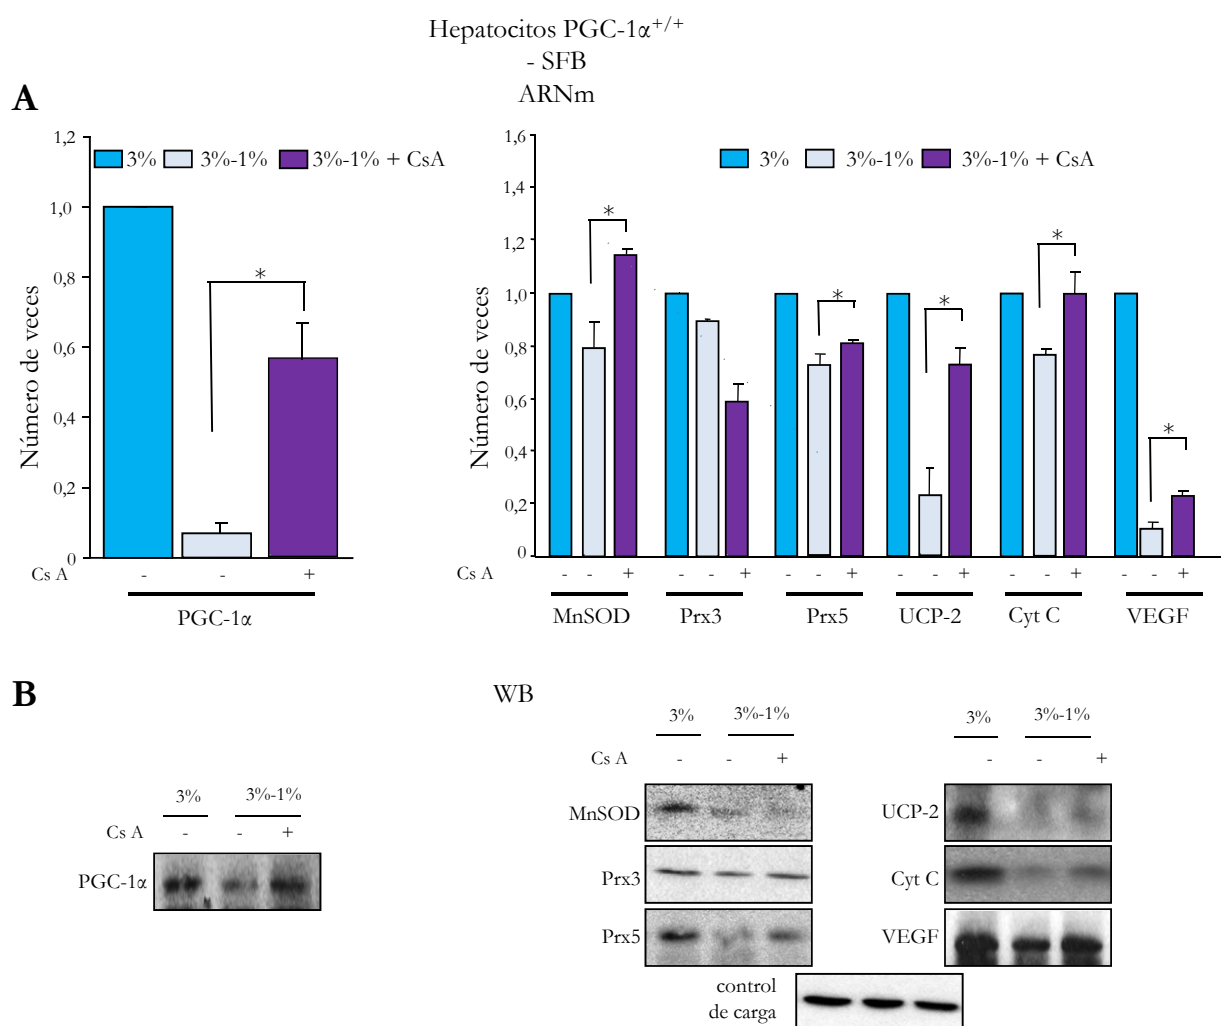 Hepatocitos PGC-1α+/+
- SFB
ARNm
A
1,2
1,0
0,8
0,6
0,4
0,2
0
Número de veces
3% 3%-1% 3%-1% + CsA
*
Cs A - - +
PGC-1α
1,6
1,4
1,2
1,0
0,8
0,6
0,4
0,2
0
Número de veces
3% 3%-1% 3%-1% + CsA
* * * * *
Cs A - - + - - + - - + - - + - - + - - +
MnSOD Prx3 Prx5 UCP-2 Cyt C VEGF
B
WB
3% 3%-1%
Cs A - - +
PGC-1α
3% 3%-1%
Cs A - - +
MnSOD
Prx3
Prx5
3% 3%-1%
- - +
UCP-2
Cyt C
VEGF
control
de carga